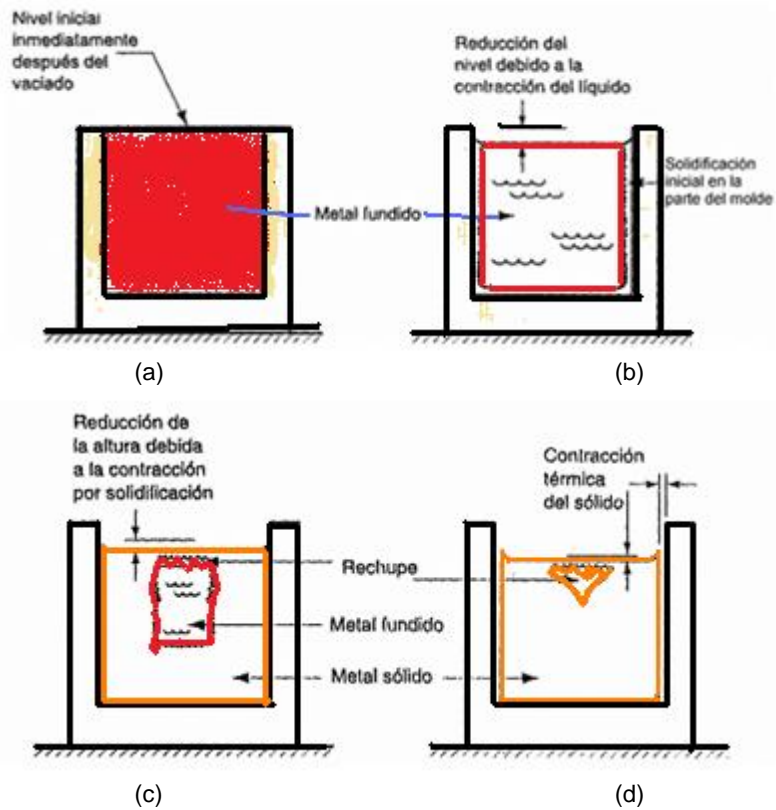 Nivel inicial
inmediatamente
después del
vaciado
Reducción del
nivel debido a la
contracción del líquido
Metal fundido
Solidificación
inicial en la
parte del molde
(a)
(b)
Reducción de
la altura debida
a la contracción
por solidificación
Contracción
térmica
del sólido
Rechupe
Metal fundido
Metal sólido
(c)
(d)